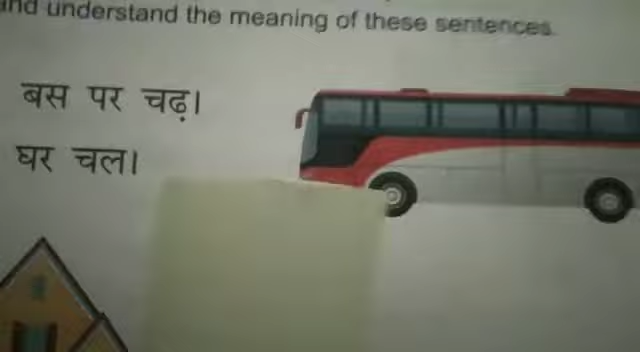 and understand the meaning of these sentences.
बस पर चढ़।
घर चल।